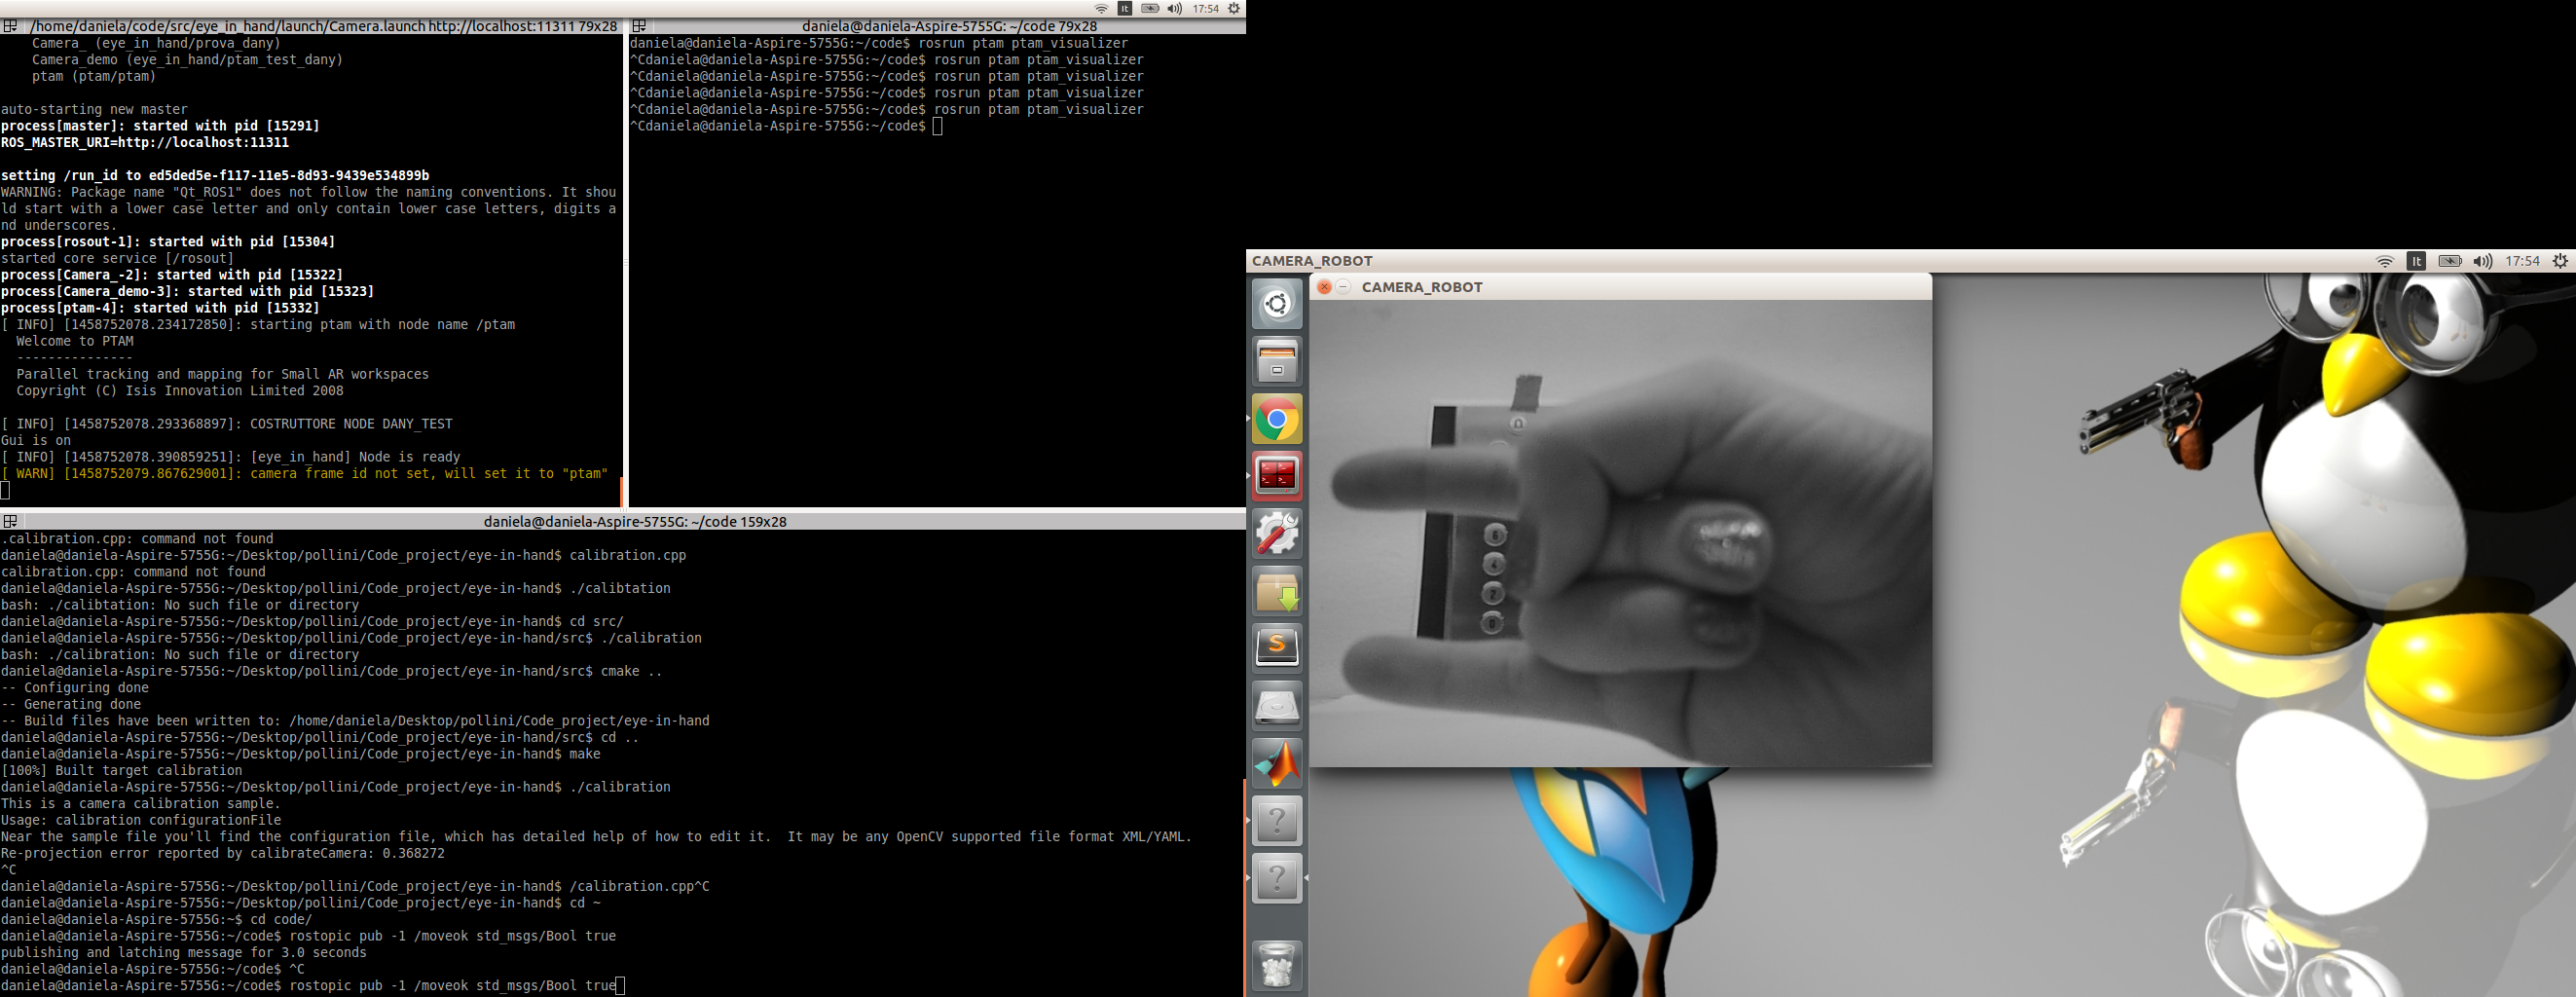 17:54
/home/daniela/code/src/eye_in_hand/launch/Camera.launch http://localhost:11311 79x28
Camera_ (eye_in_hand/prova_dany)
Camera_demo (eye_in_hand/ptam_test_dany)
ptam (ptam/ptam)
auto-starting new master
process[master]: started with pid [15291]
ROS_MASTER_URI=http://localhost:11311
setting /run_id to ed5ded5e-f117-11e5-8d93-9439e534899b
WARNING: Package name "Qt_ROS1" does not follow the naming conventions. It shou
ld start with a lower case letter and only contain lower case letters, digits a
nd underscores.
process[rosout-1]: started with pid [15304]
started core service [/rosout]
process[Camera_-2]: started with pid [15322]
process[Camera_demo-3]: started with pid [15323]
process[ptam-4]: started with pid [15332]
[ INFO] [1458752078.234172850]: starting ptam with node name /ptam
Welcome to PTAM
---------------
Parallel tracking and mapping for Small AR workspaces
Copyright (C) Isis Innovation Limited 2008
[ INFO] [1458752078.293368897]: COSTRUTTORE NODE DANY_TEST
Gui is on
[ INFO] [1458752078.390859251]: [eye_in_hand] Node is ready
[ WARN] [1458752079.867629001]: camera frame id not set, will set it to "ptam"
daniela@daniela-Aspire-5755G: ~/code 79x28
daniela@daniela-Aspire-5755G:~/code$ rosrun ptam ptam_visualizer
^Cdaniela@daniela-Aspire-5755G:~/code$ rosrun ptam ptam_visualizer
^Cdaniela@daniela-Aspire-5755G:~/code$ rosrun ptam ptam_visualizer
^Cdaniela@daniela-Aspire-5755G:~/code$ rosrun ptam ptam_visualizer
^Cdaniela@daniela-Aspire-5755G:~/code$ rosrun ptam ptam_visualizer
^Cdaniela@daniela-Aspire-5755G:~/code$
daniela@daniela-Aspire-5755G: ~/code 159x28
.calibration.cpp: command not found
daniela@daniela-Aspire-5755G:~/Desktop/pollini/Code_project/eye-in-hand$ calibration.cpp
calibration.cpp: command not found
daniela@daniela-Aspire-5755G:~/Desktop/pollini/Code_project/eye-in-hand$ ./calibtation
bash: ./calibtation: No such file or directory
daniela@daniela-Aspire-5755G:~/Desktop/pollini/Code_project/eye-in-hand$ cd src/
daniela@daniela-Aspire-5755G:~/Desktop/pollini/Code_project/eye-in-hand/src$ ./calibration
bash: ./calibration: No such file or directory
daniela@daniela-Aspire-5755G:~/Desktop/pollini/Code_project/eye-in-hand/src$ cmake ..
-- Configuring done
-- Generating done
-- Build files have been written to: /home/daniela/Desktop/pollini/Code_project/eye-in-hand
daniela@daniela-Aspire-5755G:~/Desktop/pollini/Code_project/eye-in-hand/src$ cd ..
daniela@daniela-Aspire-5755G:~/Desktop/pollini/Code_project/eye-in-hand$ make
[100%] Built target calibration
daniela@daniela-Aspire-5755G:~/Desktop/pollini/Code_project/eye-in-hand$ ./calibration
This is a camera calibration sample.
Usage: calibration configurationFile
Near the sample file you'll find the configuration file, which has detailed help of how to edit it.  It may be any OpenCV supported file format XML/YAML.
Re-projection error reported by calibrateCamera: 0.368272
^C
daniela@daniela-Aspire-5755G:~/Desktop/pollini/Code_project/eye-in-hand$ /calibration.cpp^C
daniela@daniela-Aspire-5755G:~/Desktop/pollini/Code_project/eye-in-hand$ cd ~
daniela@daniela-Aspire-5755G:~$ cd code/
daniela@daniela-Aspire-5755G:~/code$ rostopic pub -1 /moveok std_msgs/Bool true
publishing and latching message for 3.0 seconds
daniela@daniela-Aspire-5755G:~/code$ ^C
daniela@daniela-Aspire-5755G:~/code$ rostopic pub -1 /moveok std_msgs/Bool true
CAMERA_ROBOT
It
17:54
CAMERA_ROBOT
6
4
2
0